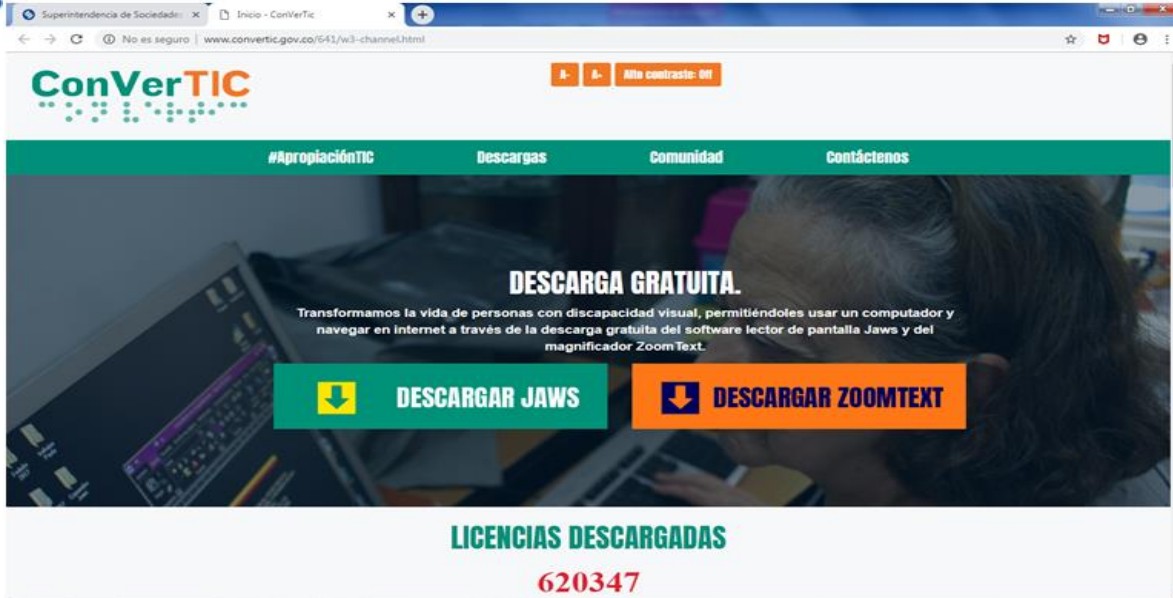 Superintendencia de Sociedades
Inicio - ConVerTic
No es seguro | www.convertic.gov.co/641/w3-channel.html
ConVerTIC
A- A+ Alto contraste: Off
#ApropiaciónTIC Descargas Comunidad Contáctenos
DESCARGA GRATUITA.
Transformamos la vida de personas con discapacidad visual, permitiéndoles usar un computador y
navegar en internet a través de la descarga gratuita del software lector de pantalla Jaws y del
magnificador ZoomText.
DESCARGAR JAWS
DESCARGAR ZOOMTEXT
LICENCIAS DESCARGADAS
620347